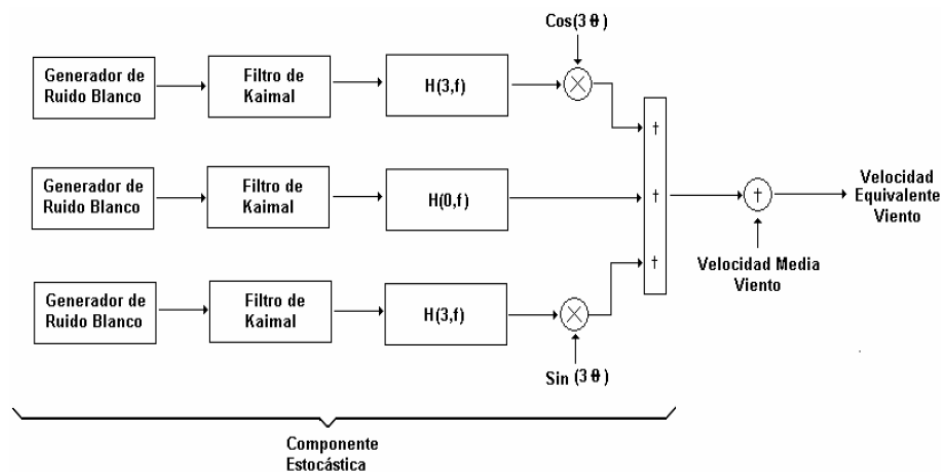 Cos(3 θ )
Generador de
Ruido Blanco
Filtro de
Kaimal
H(3,f)
Generador de
Ruido Blanco
Filtro de
Kaimal
H(0,f)
Velocidad
Equivalente
Viento
Velocidad Media
Viento
Generador de
Ruido Blanco
Filtro de
Kaimal
H(3,f)
Sin (3 θ )
Componente
Estocástica